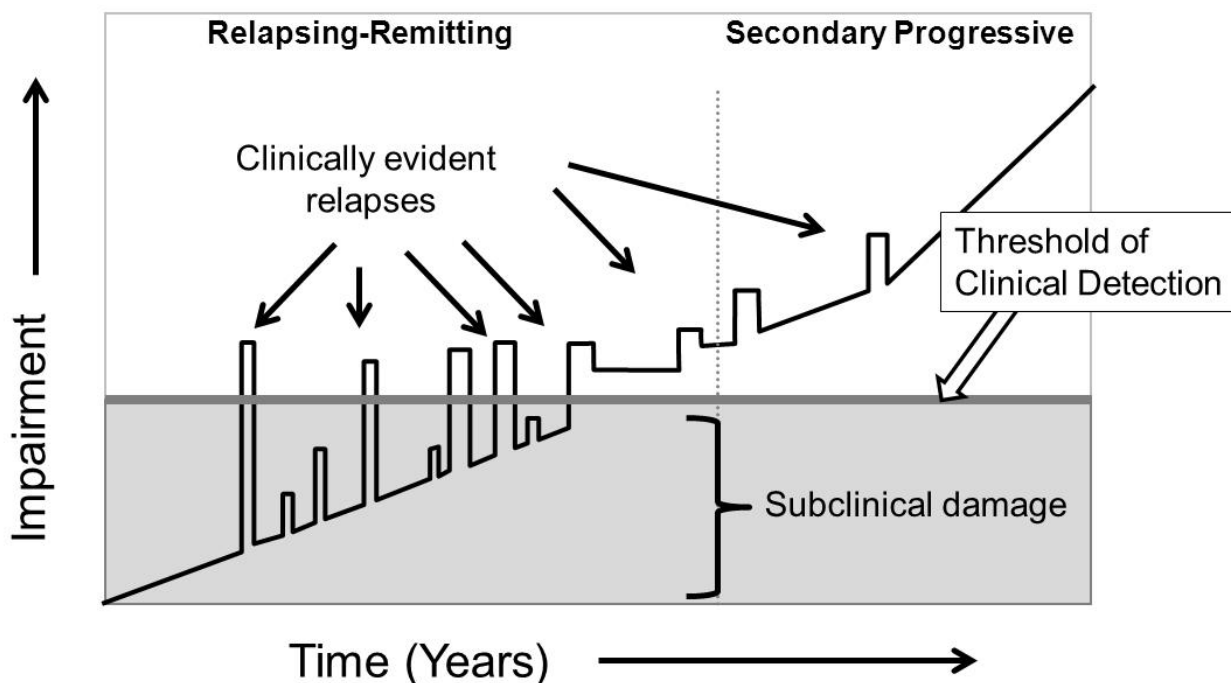 Relapsing-Remitting
Secondary Progressive
Clinically evident
relapses
Threshold of
Clinical Detection
Subclinical damage
Impairment
Time (Years)